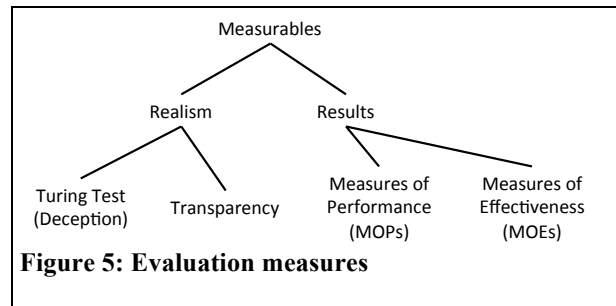 Measurables
Realism
Results
Turing Test
(Deception)
Transparency
Measures of
Performance
(MOPs)
Measures of
Effectiveness
(MOEs)
Figure 5: Evaluation measures